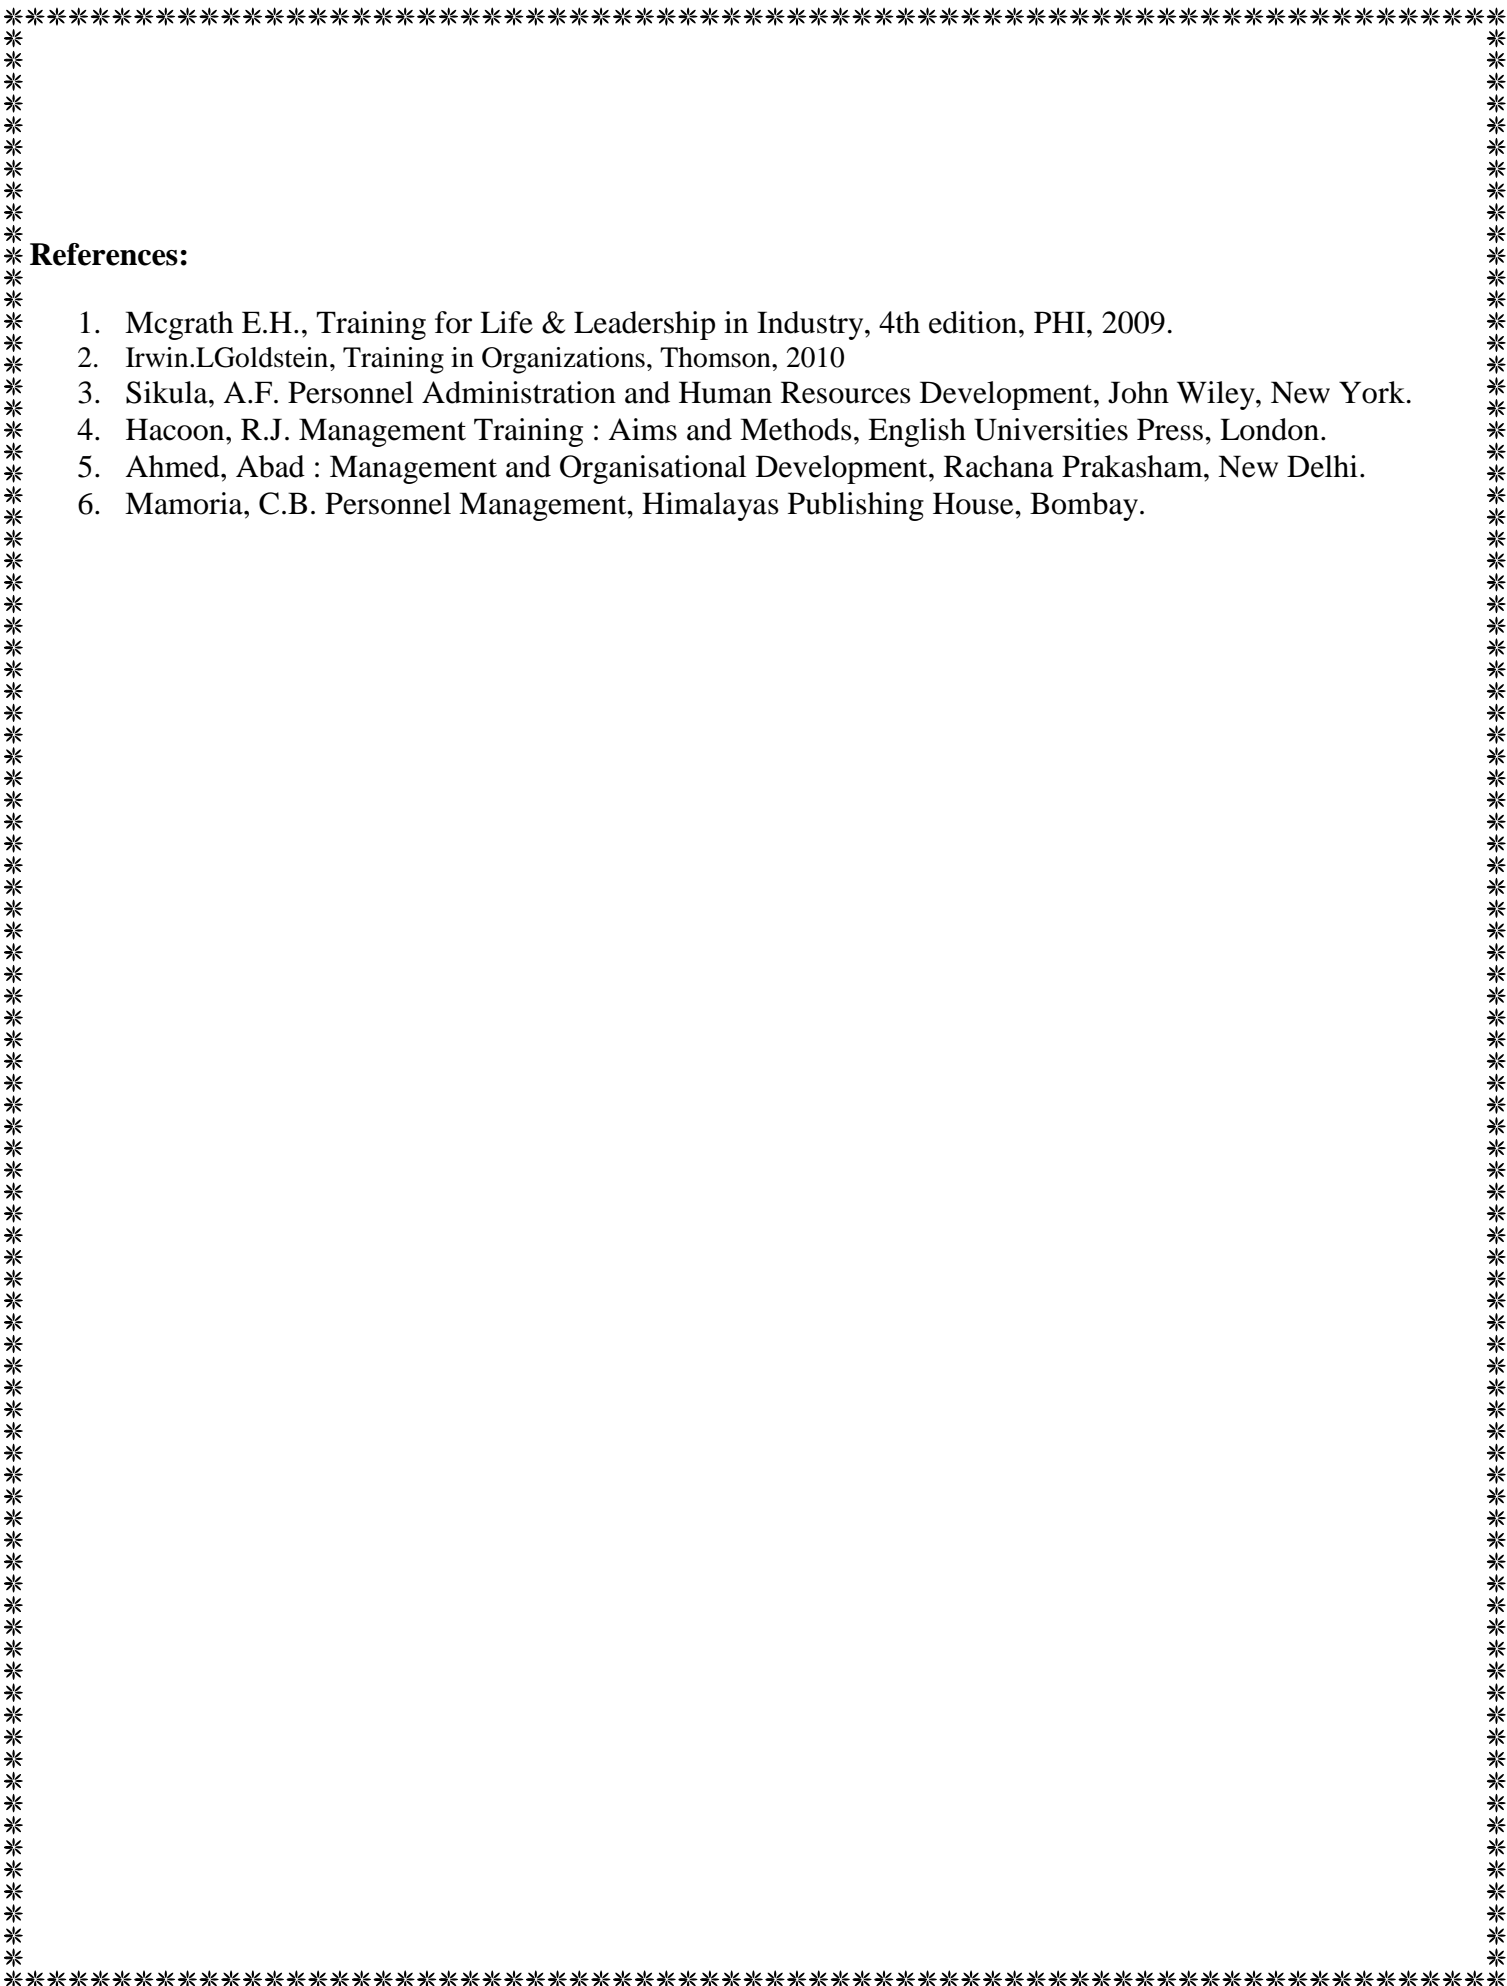 References:
1. Mcgrath E.H., Training for Life & Leadership in Industry, 4th edition, PHI, 2009.
2. Irwin.LGoldstein, Training in Organizations, Thomson, 2010
3. Sikula, A.F. Personnel Administration and Human Resources Development, John Wiley, New York.
4. Hacoon, R.J. Management Training : Aims and Methods, English Universities Press, London.
5. Ahmed, Abad : Management and Organisational Development, Rachana Prakasham, New Delhi.
6. Mamoria, C.B. Personnel Management, Himalayas Publishing House, Bombay.